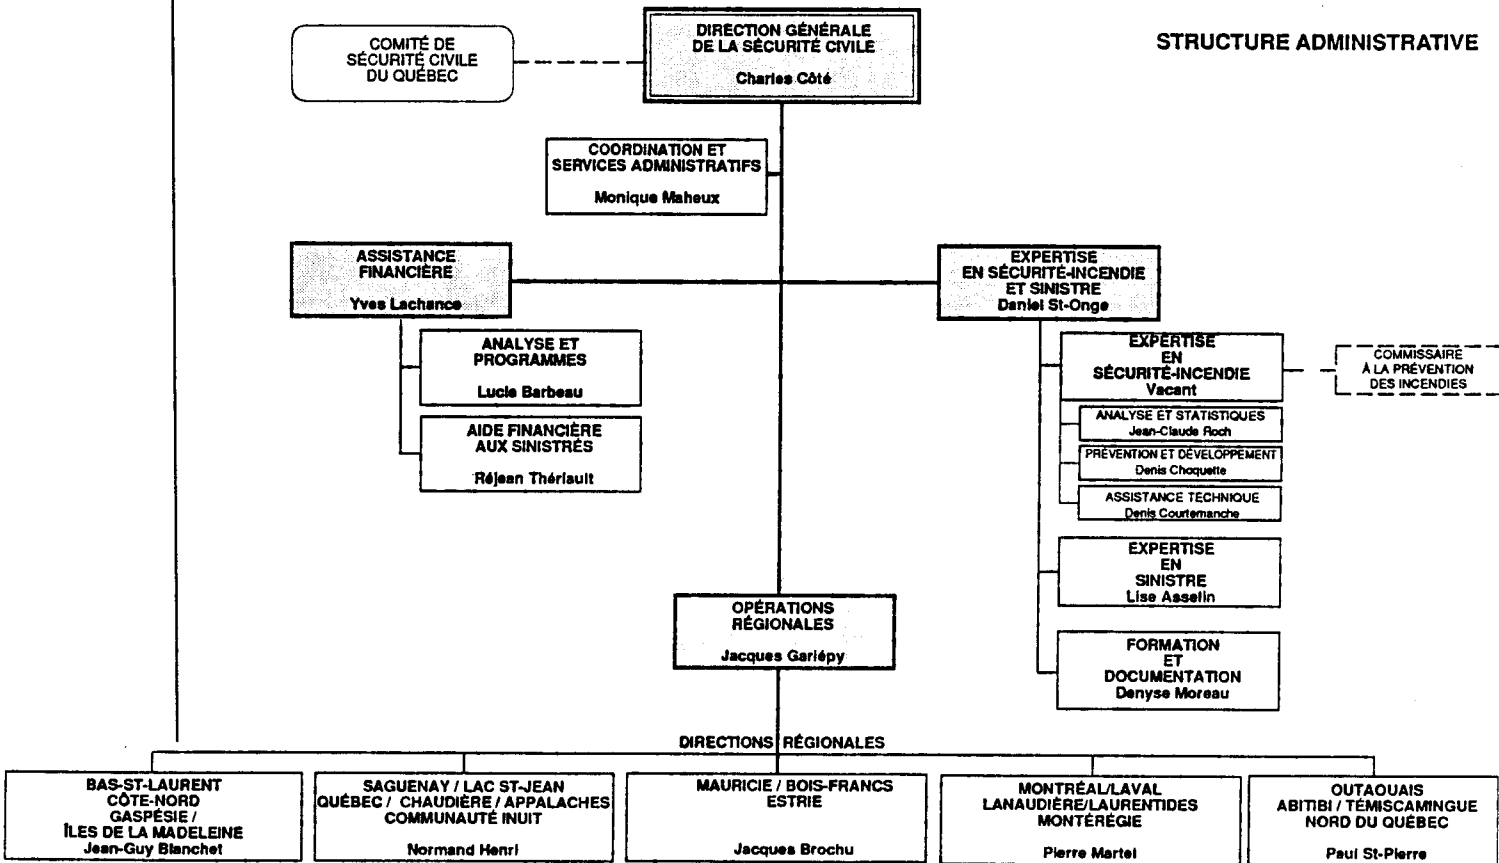 STRUCTURE ADMINISTRATIVE
COMITÉ DE
SÉCURITÉ CIVILE
DU QUÉBEC
DIRECTION GÉNÉRALE
DE LA SÉCURITÉ CIVILE
Charles Côté
COORDINATION ET
SERVICES ADMINISTRATIFS
Monique Maheux
ASSISTANCE
FINANCIÈRE
Yves Lachance
ANALYSE ET
PROGRAMMES
Lucie Barbeau
AIDE FINANCIÈRE
AUX SINISTRÉS
Réjean Thériault
EXPERTISE
EN SÉCURITÉ-INCENDIE
ET SINISTRE
Daniel St-Onge
EXPERTISE
EN
SÉCURITÉ-INCENDIE
Vacant
COMMISSAIRE
À LA PRÉVENTION
DES INCENDIES
ANALYSE ET STATISTIQUES
Jean-Claude Roch
PRÉVENTION ET DÉVELOPPEMENT
Denis Choquette
ASSISTANCE TECHNIQUE
Denis Courtemanche
EXPERTISE
EN
SINISTRE
Lise Asselin
FORMATION
ET
DOCUMENTATION
Denyse Moreau
OPÉRATIONS
RÉGIONALES
Jacques Gariépy
DIRECTIONS RÉGIONALES
BAS-ST-LAURENT
CÔTE-NORD
GASPÉSIE /
ÎLES DE LA MADELEINE
Jean-Guy Blanchet
SAGUENAY / LAC ST-JEAN
QUÉBEC / CHAUDIÈRE / APPALACHES
COMMUNAUTÉ INUIT
Normand Henri
MAURICIE / BOIS-FRANCS
ESTRIE
Jacques Brochu
MONTRÉAL/LAVAL
LANAUDIÈRE/LAURENTIDES
MONTÉRÉGIE
Pierre Martel
OUTAOUAIS
ABITIBI / TÉMISCAMINGUE
NORD DU QUÉBEC
Paul St-Pierre